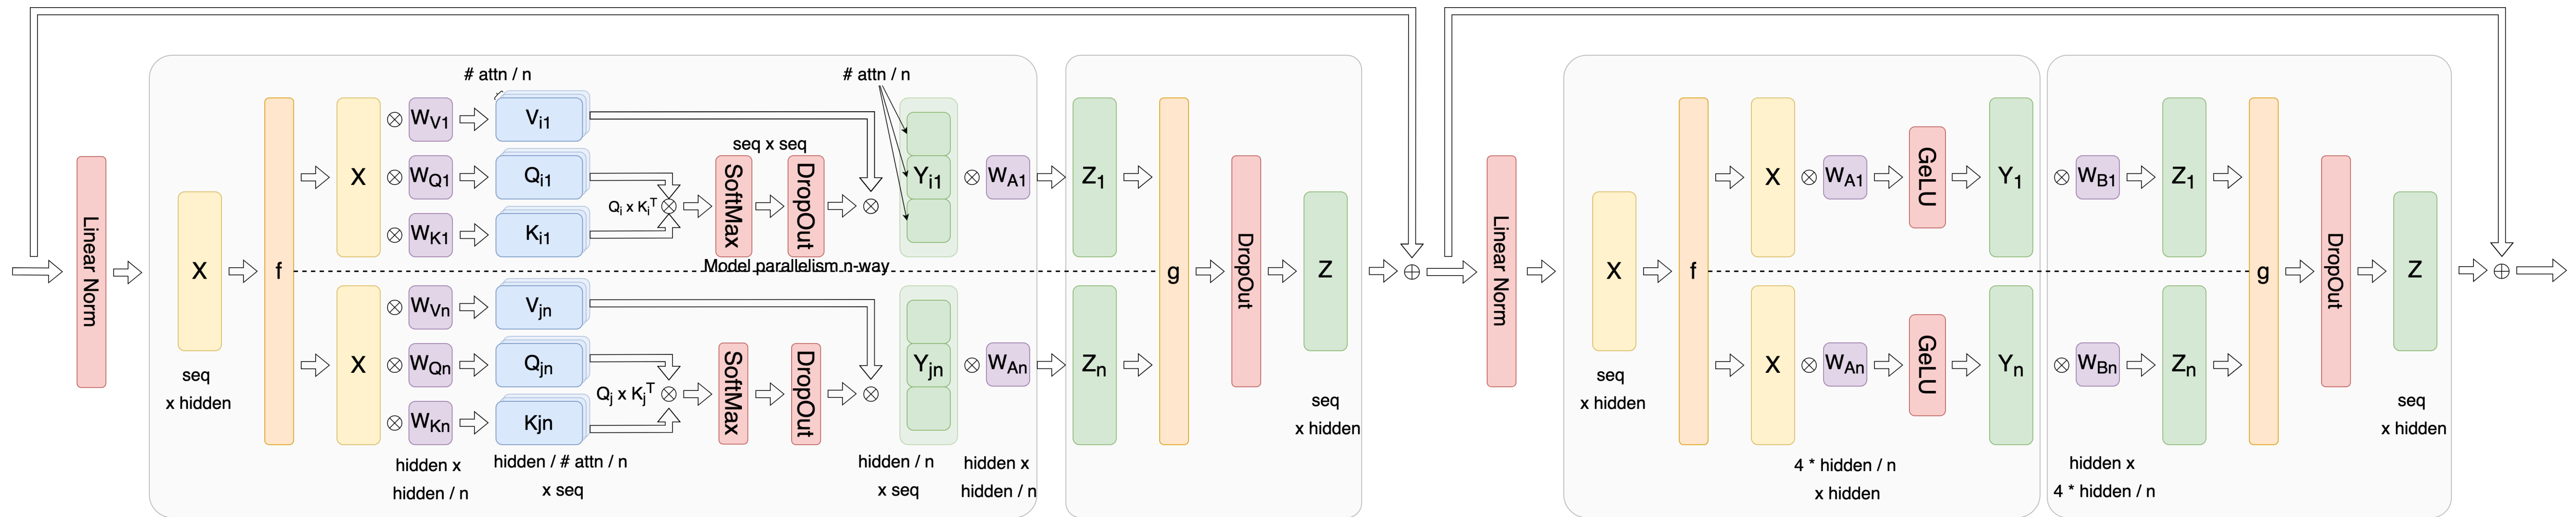 # attn / n
# attn / n
Linear Norm
X
seq
x hidden
f
X
WV1
Vi1
WQ1
Qi1
WK1
Ki1
Qi x KiT
seq x seq
SoftMax
DropOut
Yi1
WA1
Z1
Model parallelism n-way
X
WVn
Vjn
WQn
Qjn
WKn
Kjn
Qj x KjT
SoftMax
DropOut
Yjn
WAn
Zn
hidden x
hidden / n
hidden / # attn / n
x seq
hidden / n
x seq
hidden x
hidden / n
g
DropOut
Z
seq
x hidden
Linear Norm
X
seq
x hidden
f
X
WA1
GeLU
Y1
WB1
Z1
X
WAn
GeLU
Yn
WBn
Zn
4 * hidden / n
x hidden
hidden x
4 * hidden / n
g
DropOut
Z
seq
x hidden